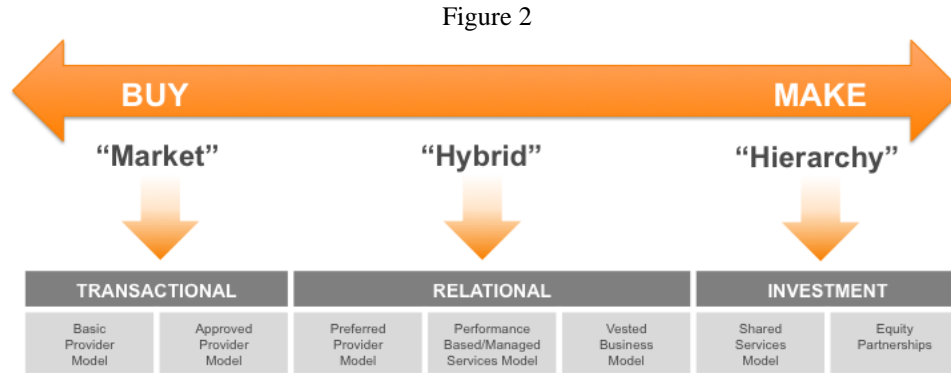 Figure 2
BUY
MAKE
“Market”
“Hybrid”
“Hierarchy”
TRANSACTIONAL
RELATIONAL
INVESTMENT
Basic
Provider
Model
Approved
Provider
Model
Preferred
Provider
Model
Performance
Based/Managed
Services Model
Vested
Business
Model
Shared
Services
Model
Equity
Partnerships